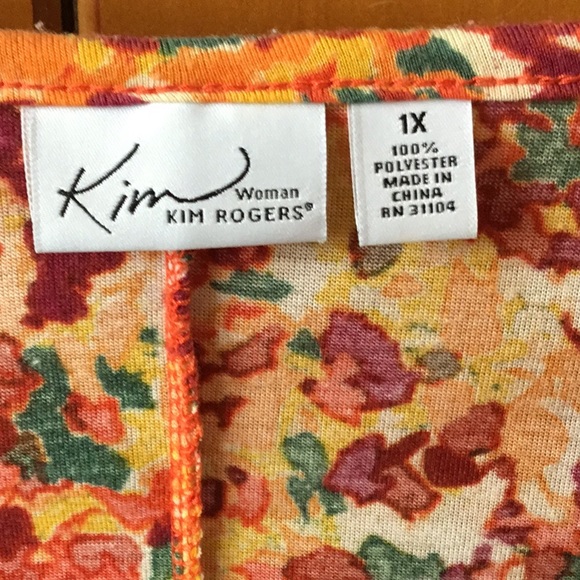 Kim Woman
KIM ROGERS®
1X
100%
POLYESTER
MADE IN
CHINA
RN 31104